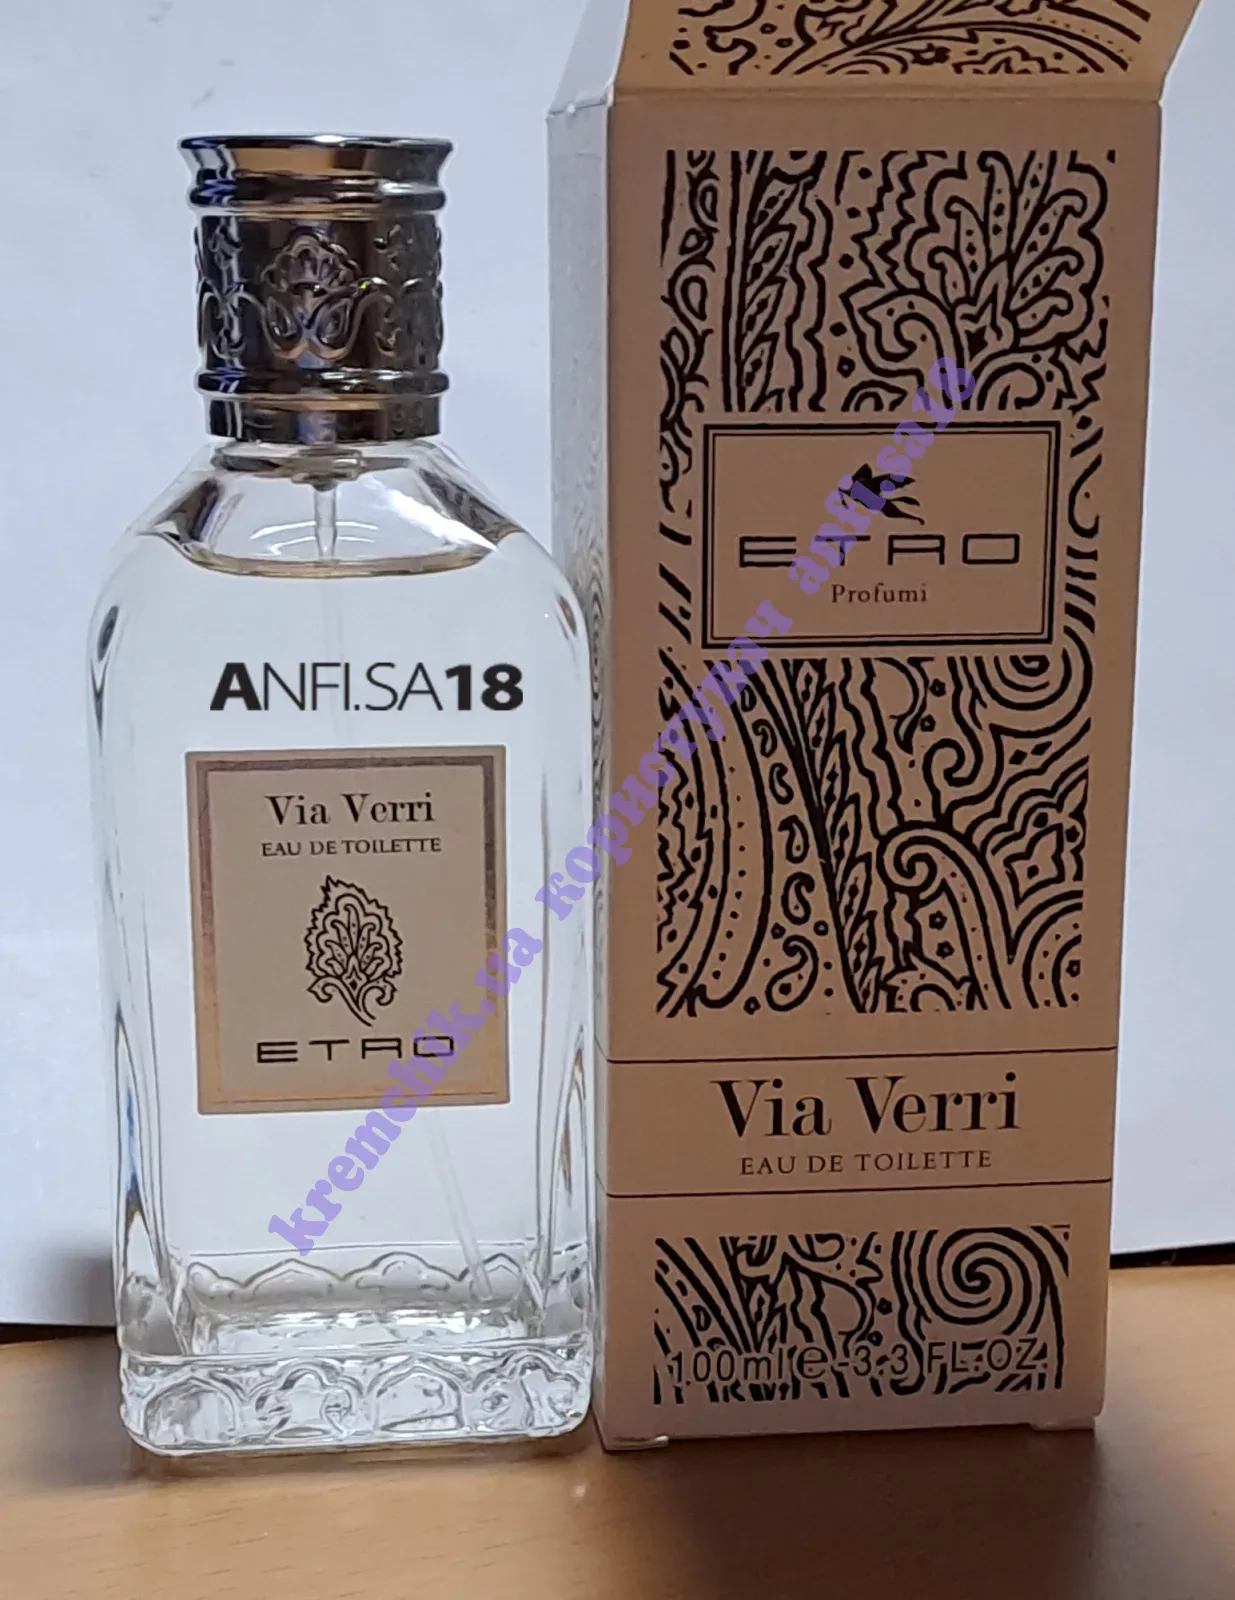 ANFI.SA18
Via Verri
EAU DE TOILETTE
ETRO
ETRO
Profumi
Via Verri
EAU DE TOILETTE
100ml e - 3.3 FL.OZ.
kremchik.ua користувач anfi.sa18